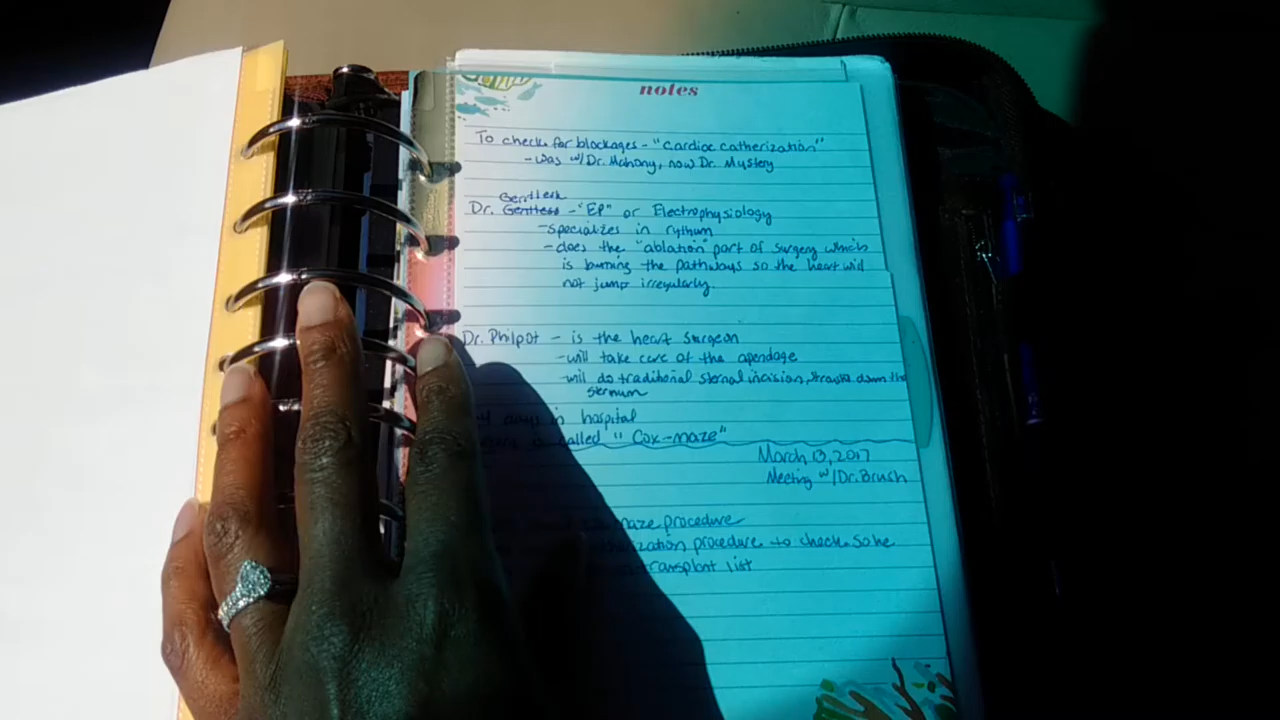 notes
To check for blockages - "Cardiac catherization"
- was w/Dr. Mahony, now Dr. Mystery
Dr. - "EP" or Electrophysiology
- specializes in rythum
- does the "ablation" part of surgery which
is burning the pathways so the heart will
not jump irregularly.
Dr. Philpot - is the heart surgeon
- will take care of the apendage
- will do traditional sternal incision, down the
sternum
days in hospital
called "Cox-maze"
March 13, 2017
Meeting w/Dr. Brush
maze procedure
procedure to check so he
transplant list